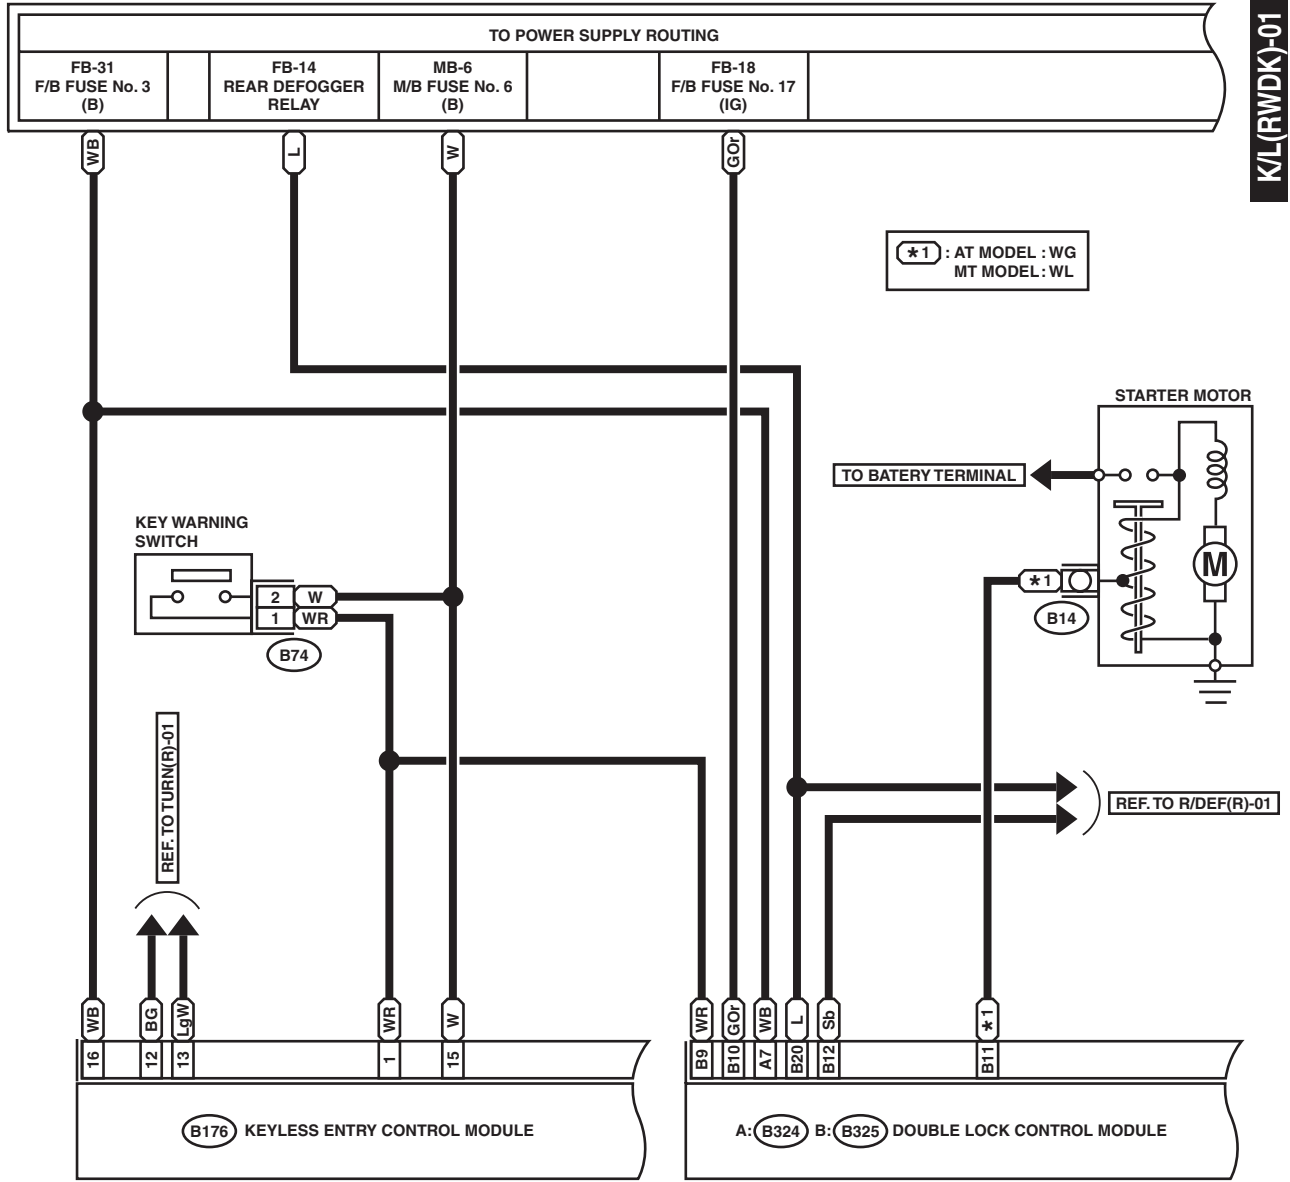 K/L(RWDK)-01
TO POWER SUPPLY ROUTING
FB-31
F/B FUSE No. 3
(B)
FB-14
REAR DEFOGGER
RELAY
MB-6
M/B FUSE No. 6
(B)
FB-18
F/B FUSE No. 17
(IG)
WB
L
W
GOr
*1 : AT MODEL : WG
MT MODEL : WL
STARTER MOTOR
TO BATERY TERMINAL
M
*1
B14
KEY WARNING
SWITCH
2 W
1 WR
B74
REF. TO TURN(R)-01
REF. TO R/DEF(R)-01
WB
BG
LgW
WR
W
WR
GOr
WB
L
Sb
*1
16
12
13
1
15
B9
B10
A7
B20
B12
B11
B176 KEYLESS ENTRY CONTROL MODULE
A: B324 B: B325 DOUBLE LOCK CONTROL MODULE